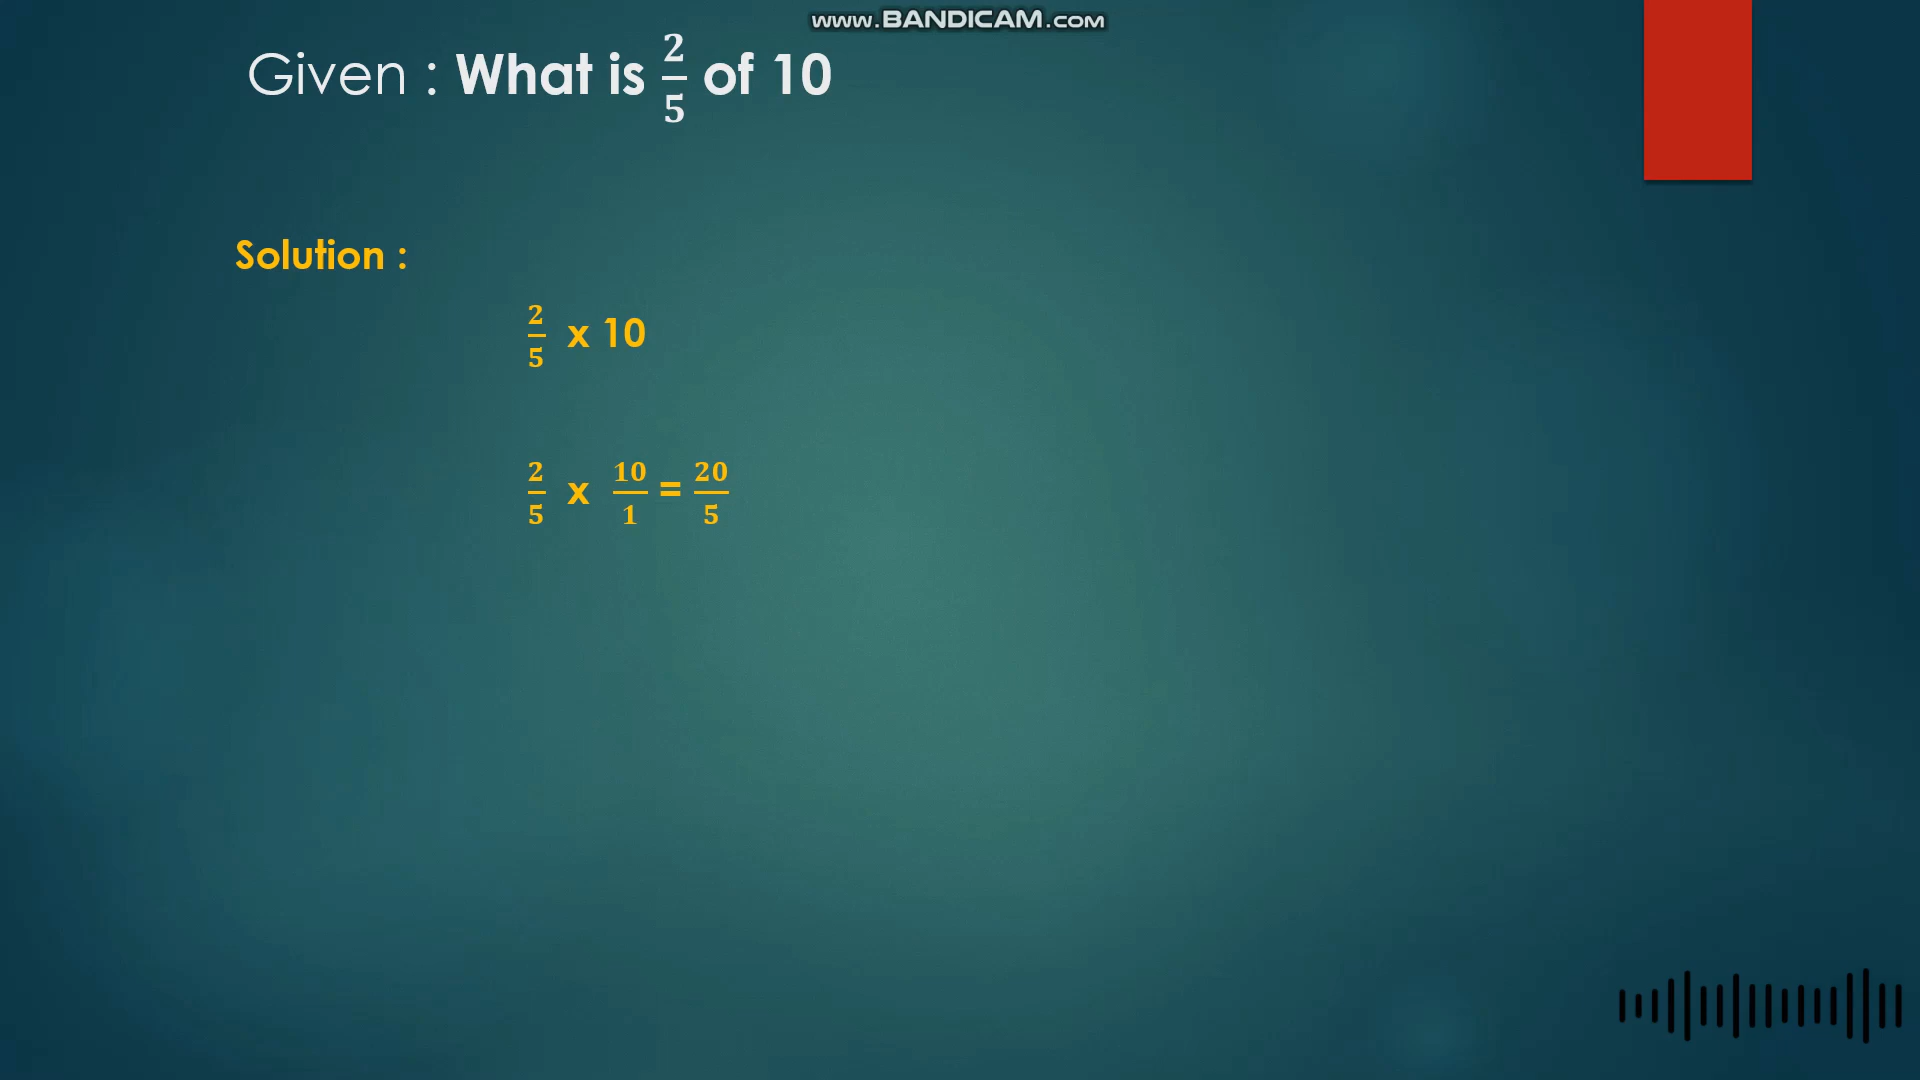 www.BANDICAM.com
Given : What is 2/5 of 10
Solution :
2/5 x 10
2/5 x 10/1 = 20/5